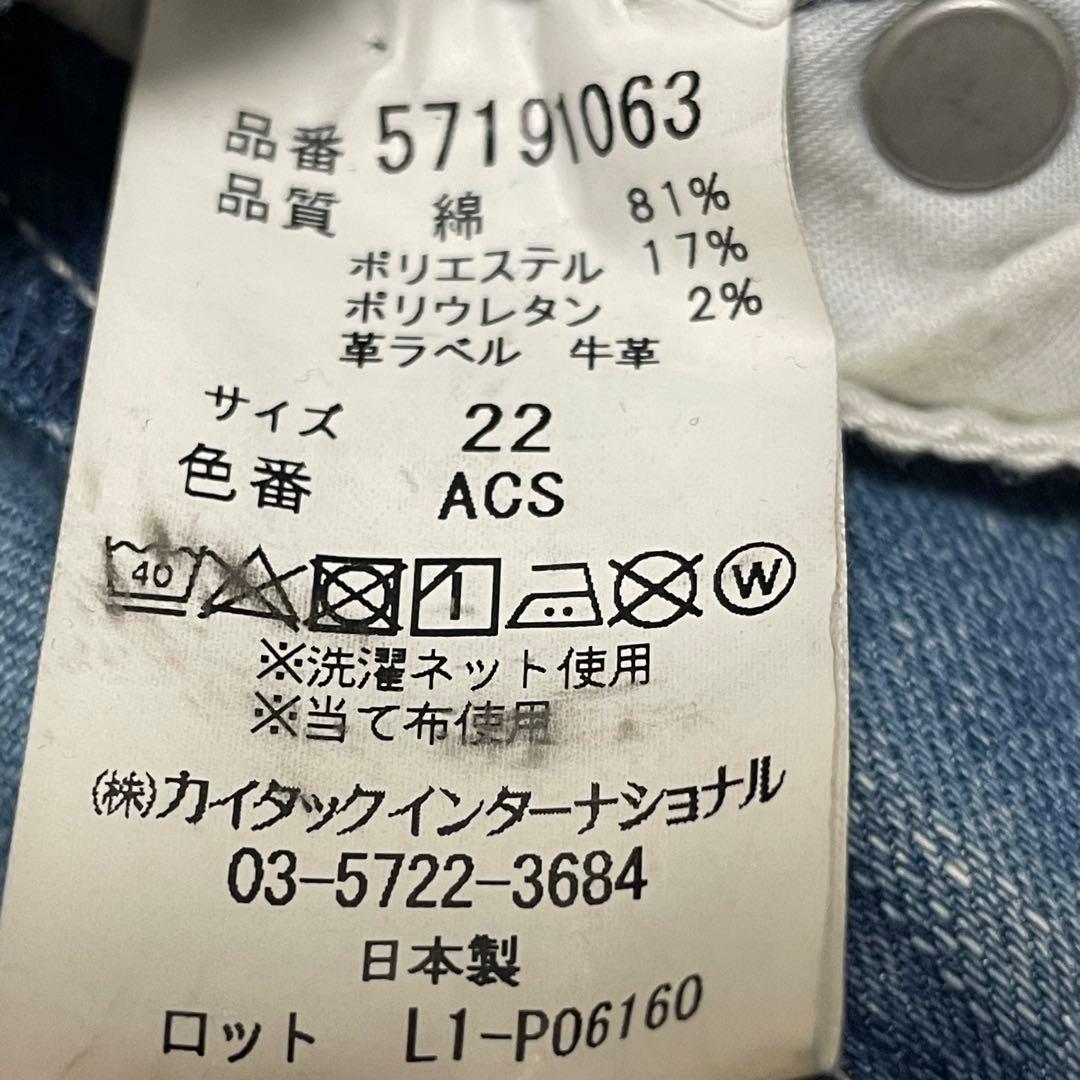 品番 57191063
品質 綿 81%
ポリエステル 17%
ポリウレタン 2%
革ラベル 牛革
サイズ 22
色番 ACS
40 1 W
※洗濯ネット使用
※当て布使用
(株)カイタックインターナショナル
03-5722-3684
日本製
ロット L1-P06160